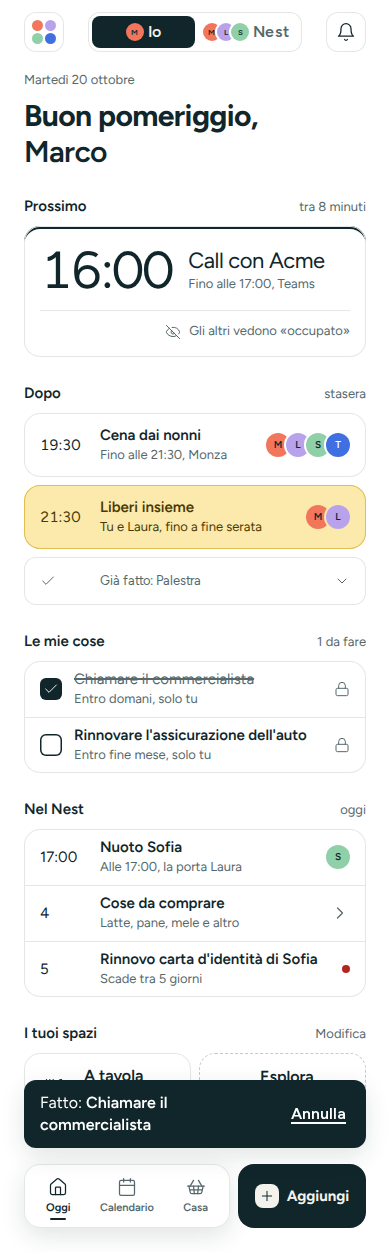 M Io M L S Nest
Martedì 20 ottobre
Buon pomeriggio,
Marco
Prossimo tra 8 minuti
16:00 Call con Acme
Fino alle 17:00, Teams
Gli altri vedono «occupato»
Dopo stasera
19:30 Cena dai nonni M L S T
Fino alle 21:30, Monza
21:30 Liberi insieme M L
Tu e Laura, fino a fine serata
Già fatto: Palestra
Le mie cose 1 da fare
Chiamare il commercialista
Entro domani, solo tu
Rinnovare l'assicurazione dell'auto
Entro fine mese, solo tu
Nel Nest oggi
17:00 Nuoto Sofia S
Alle 17:00, la porta Laura
4 Cose da comprare
Latte, pane, mele e altro
5 Rinnovo carta d'identità di Sofia
Scade tra 5 giorni
I tuoi spazi Modifica
A tavola Esplora
Fatto: Chiamare il
commercialista Annulla
Oggi Calendario Casa Aggiungi